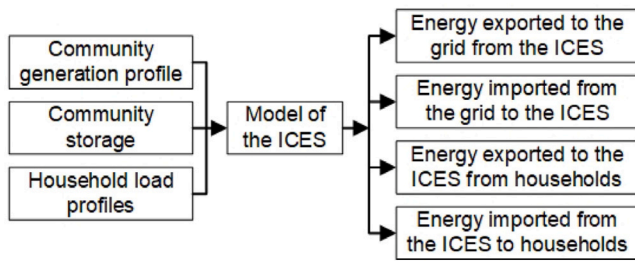 Community
generation profile
Community
storage
Household load
profiles
Model of
the ICES
Energy exported to the
grid from the ICES
Energy imported from
the grid to the ICES
Energy exported to the
ICES from households
Energy imported from
the ICES to households